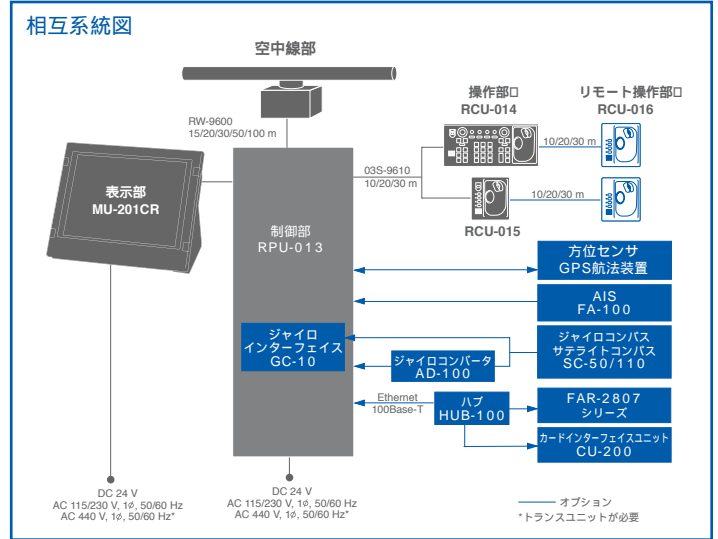 相互系統図
空中線部
RW-9600
15/20/30/50/100 m
表示部
MU-201CR
制御部
RPU-013
03S-9610
10/20/30 m
操作部□
RCU-014
リモート操作部□
RCU-016
10/20/30 m
10/20/30 m
RCU-015
方位センサ
GPS航法装置
AIS
FA-100
ジャイロ
インターフェイス
GC-10
ジャイロコンバータ
AD-100
ジャイロコンパス
サテライトコンパス
SC-50/110
Ethernet
100Base-T
ハブ
HUB-100
FAR-2807
シリーズ
カードインターフェイスユニット
CU-200
DC 24 V
AC 115/230 V, 1φ, 50/60 Hz
AC 440 V, 1φ, 50/60 Hz*
DC 24 V
AC 115/230 V, 1φ, 50/60 Hz
AC 440 V, 1φ, 50/60 Hz*
オプション
*トランスユニットが必要